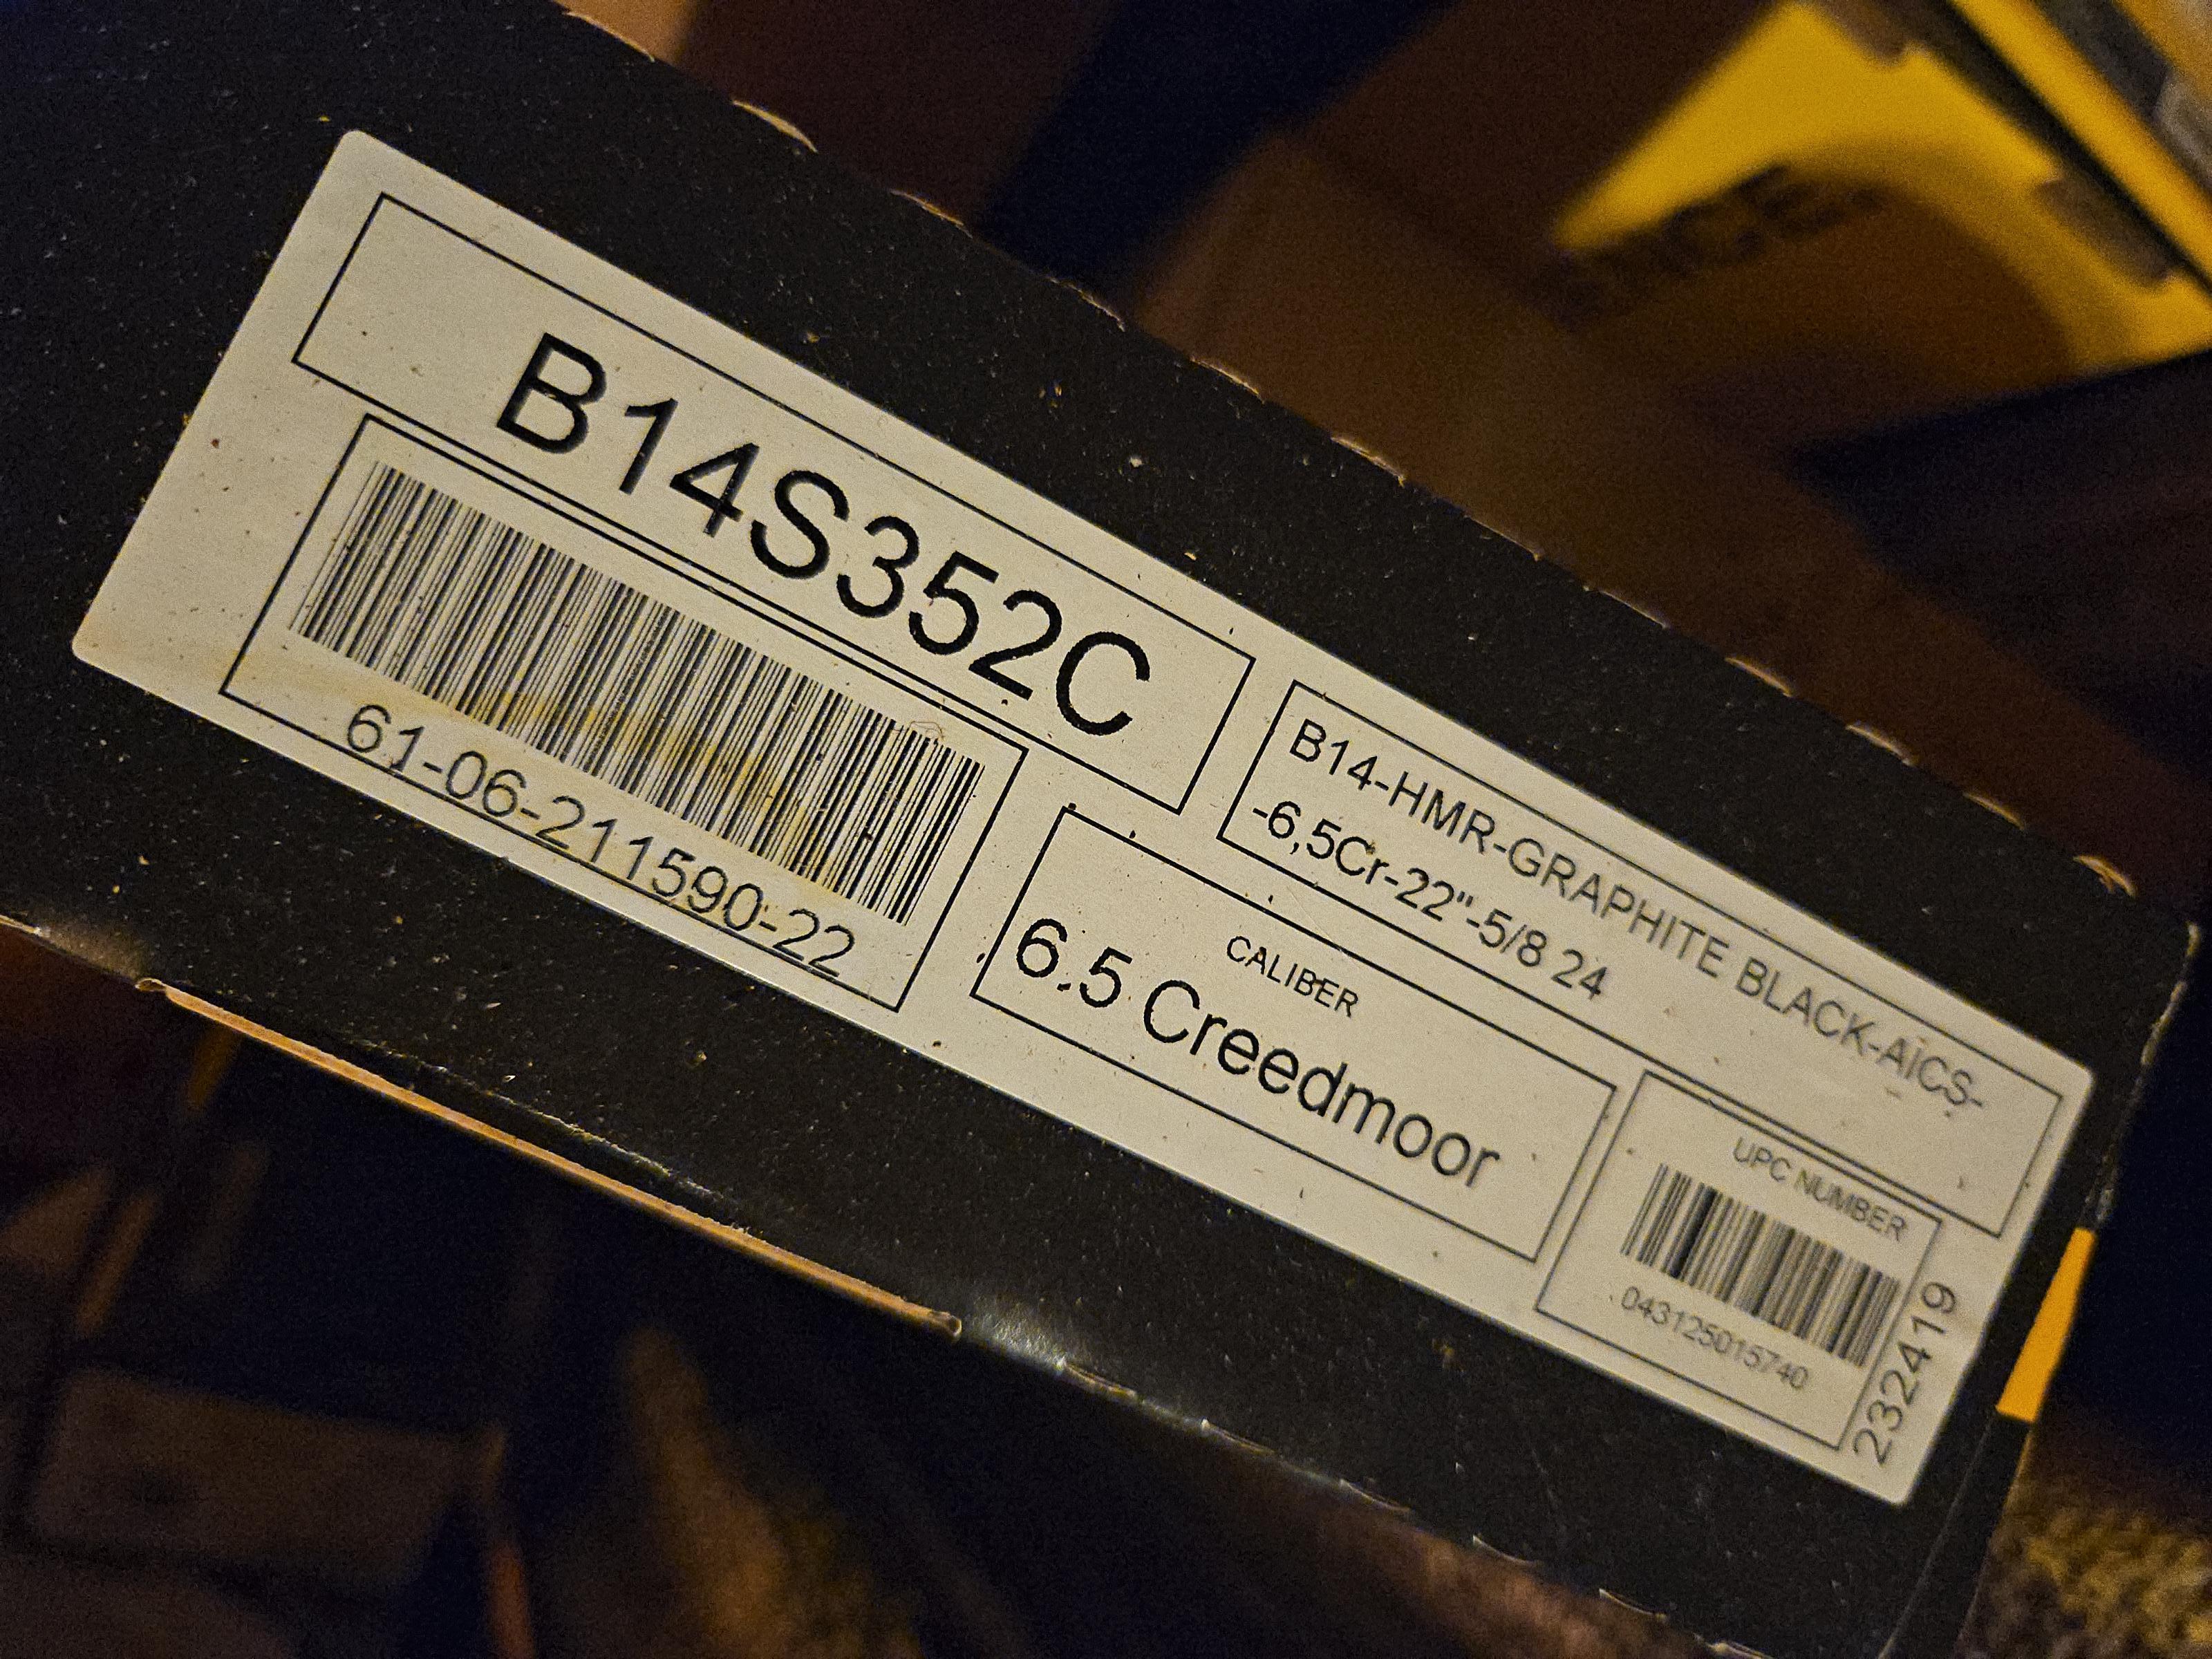 B14S352C
61-06-211590-22
B14-HMR-GRAPHITE BLACK-AICS-
-6,5Cr-22"-5/8 24
CALIBER
6.5 Creedmoor
UPC NUMBER
043125015740
232419